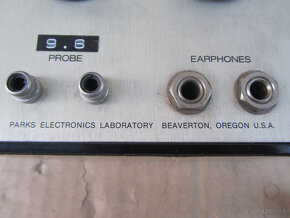 9.6
PROBE
EARPHONES
PARKS ELECTRONICS LABORATORY BEAVERTON, OREGON U.S.A.